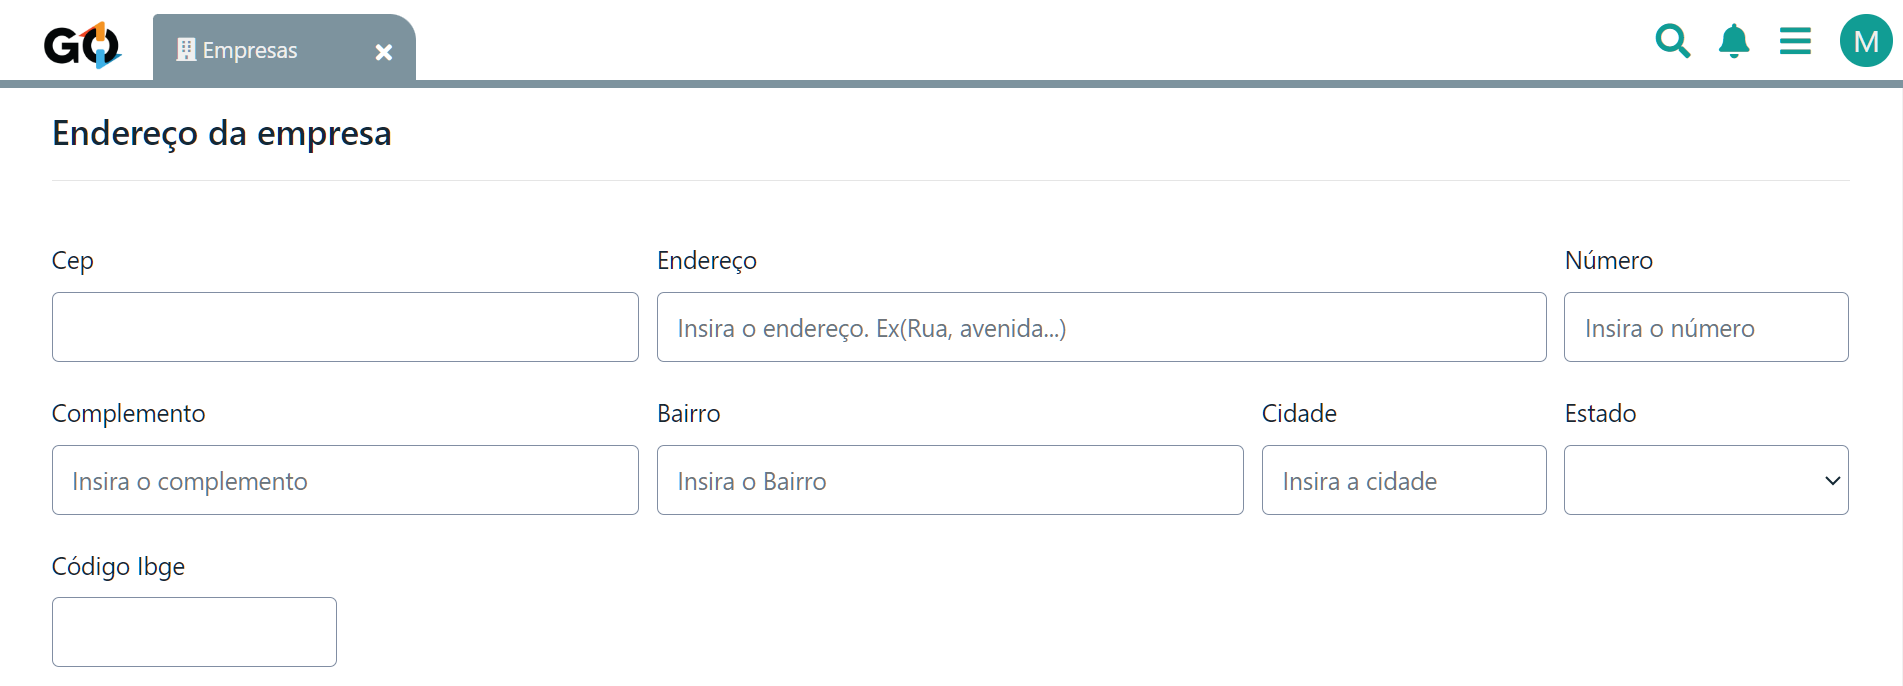 GO
Empresas
M
Endereço da empresa
Cep
Endereço
Número
Insira o endereço. Ex(Rua, avenida...)
Insira o número
Complemento
Bairro
Cidade
Estado
Insira o complemento
Insira o Bairro
Insira a cidade
Código Ibge